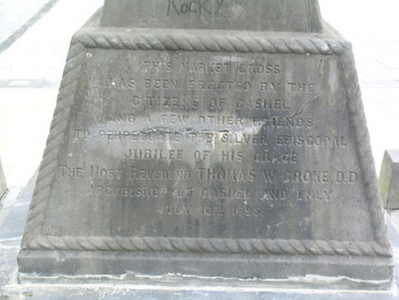 ROCKY
THIS MARKET CROSS
HAS BEEN ERECTED BY THE
CITIZENS OF CASHEL
AND A FEW OTHER FRIENDS
TO PERPETUATE THE SILVER EPISCOPAL
JUBILEE OF HIS GRACE
THE MOST REVEREND THOMAS W. CROKE D.D
ARCHBISHOP OF CASHEL AND EMLY
JULY